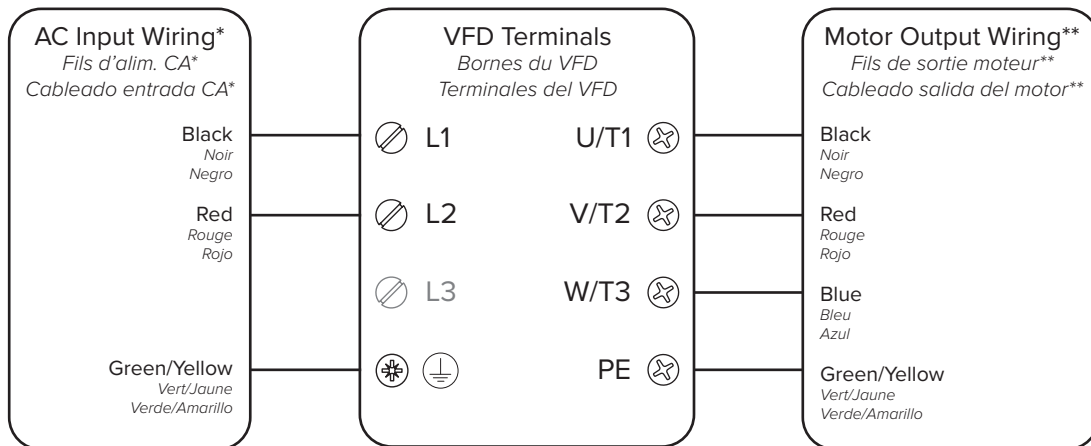 AC Input Wiring*
Fils d'alim. CA*
Cableado entrada CA*
Black
Noir
Negro
Red
Rouge
Rojo
Green/Yellow
Vert/Jaune
Verde/Amarillo
VFD Terminals
Bornes du VFD
Terminales del VFD
L1 U/T1
L2 V/T2
L3 W/T3
PE
Motor Output Wiring**
Fils de sortie moteur**
Cableado salida del motor**
Black
Noir
Negro
Red
Rouge
Rojo
Blue
Bleu
Azul
Green/Yellow
Vert/Jaune
Verde/Amarillo